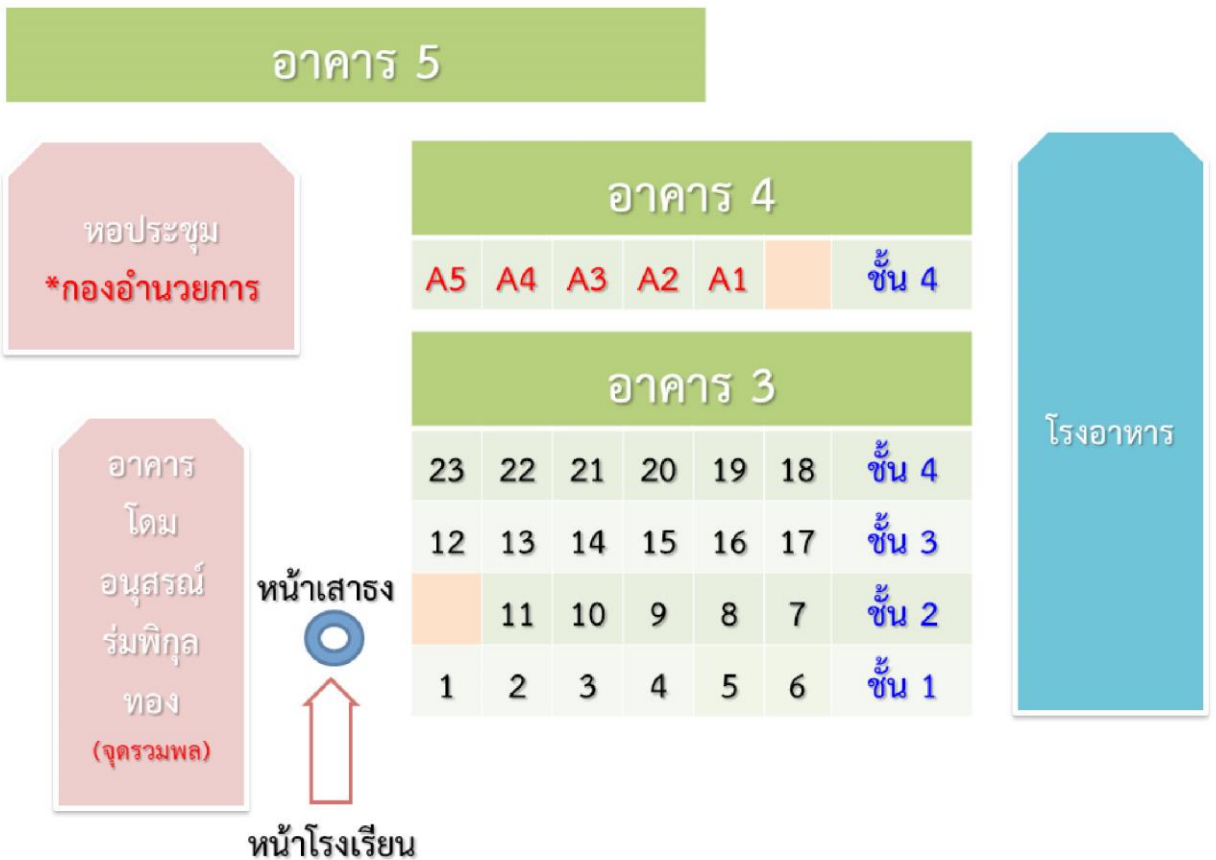 อาคาร 5
หอประชุม
*กองอำนวยการ
อาคาร 4
A5 A4 A3 A2 A1 ชั้น 4
อาคาร 3
23 22 21 20 19 18 ชั้น 4
12 13 14 15 16 17 ชั้น 3
11 10 9 8 7 ชั้น 2
1 2 3 4 5 6 ชั้น 1
โรงอาหาร
อาคาร
โดม
อนุสรณ์
ร่มพิกุล
ทอง
(จุดรวมพล)
หน้าเสาธง
หน้าโรงเรียน